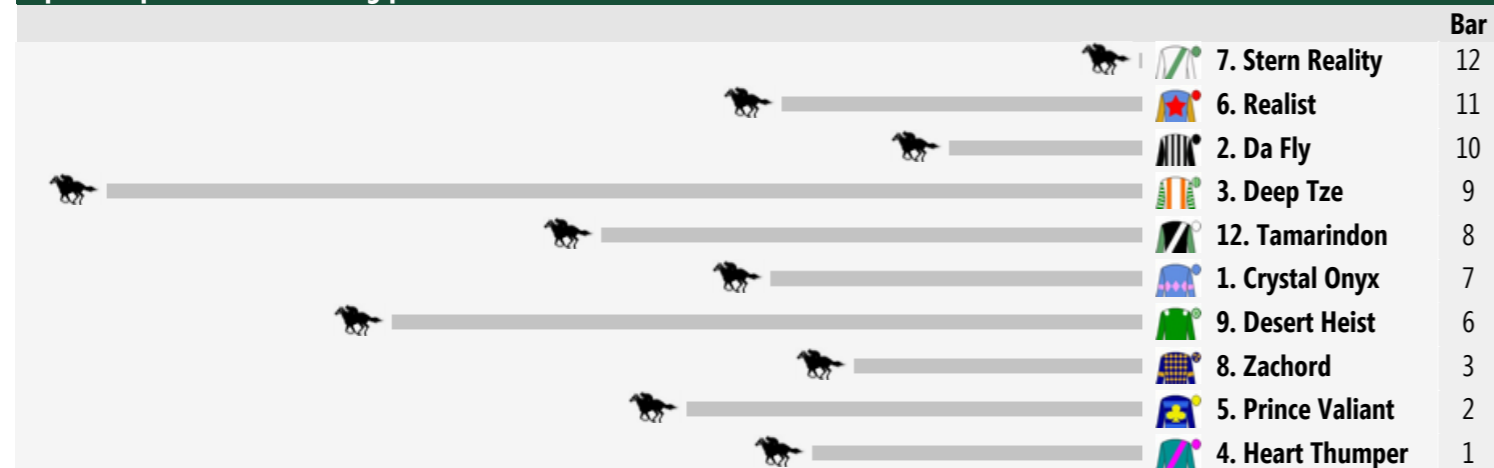 Bar
7. Stern Reality 12
6. Realist 11
2. Da Fly 10
3. Deep Tze 9
12. Tamarindon 8
1. Crystal Onyx 7
9. Desert Heist 6
8. Zachord 3
5. Prince Valiant 2
4. Heart Thumper 1